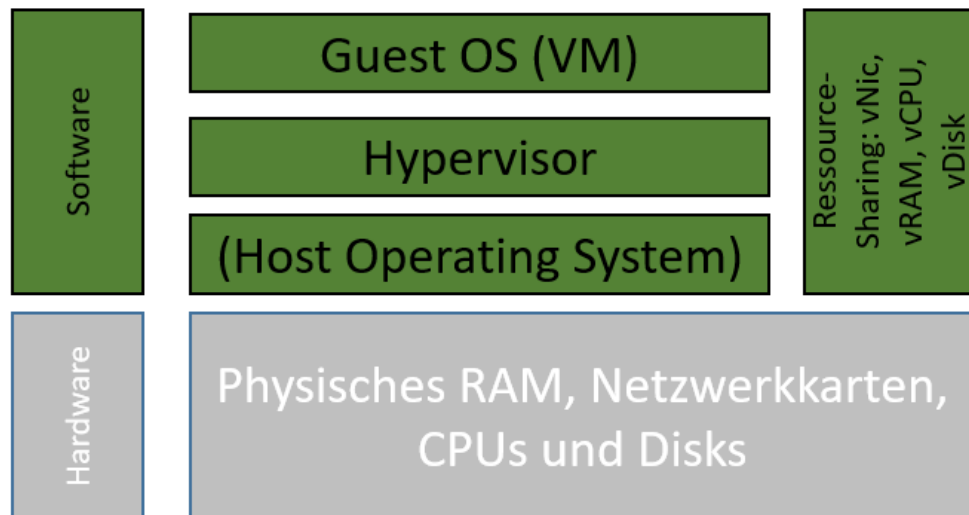 Software
Guest OS (VM)
Hypervisor
(Host Operating System)
Ressource-
Sharing: vNic,
vRAM, vCPU,
vDisk
Hardware
Physisches RAM, Netzwerkkarten,
CPUs und Disks